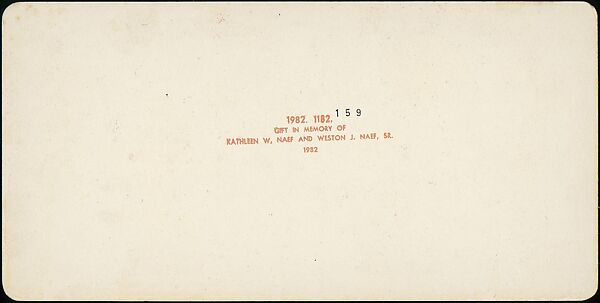 1982. 1182. 159
GIFT IN MEMORY OF
KATHLEEN W. NAEF AND WESTON J. NAEF, SR.
1982